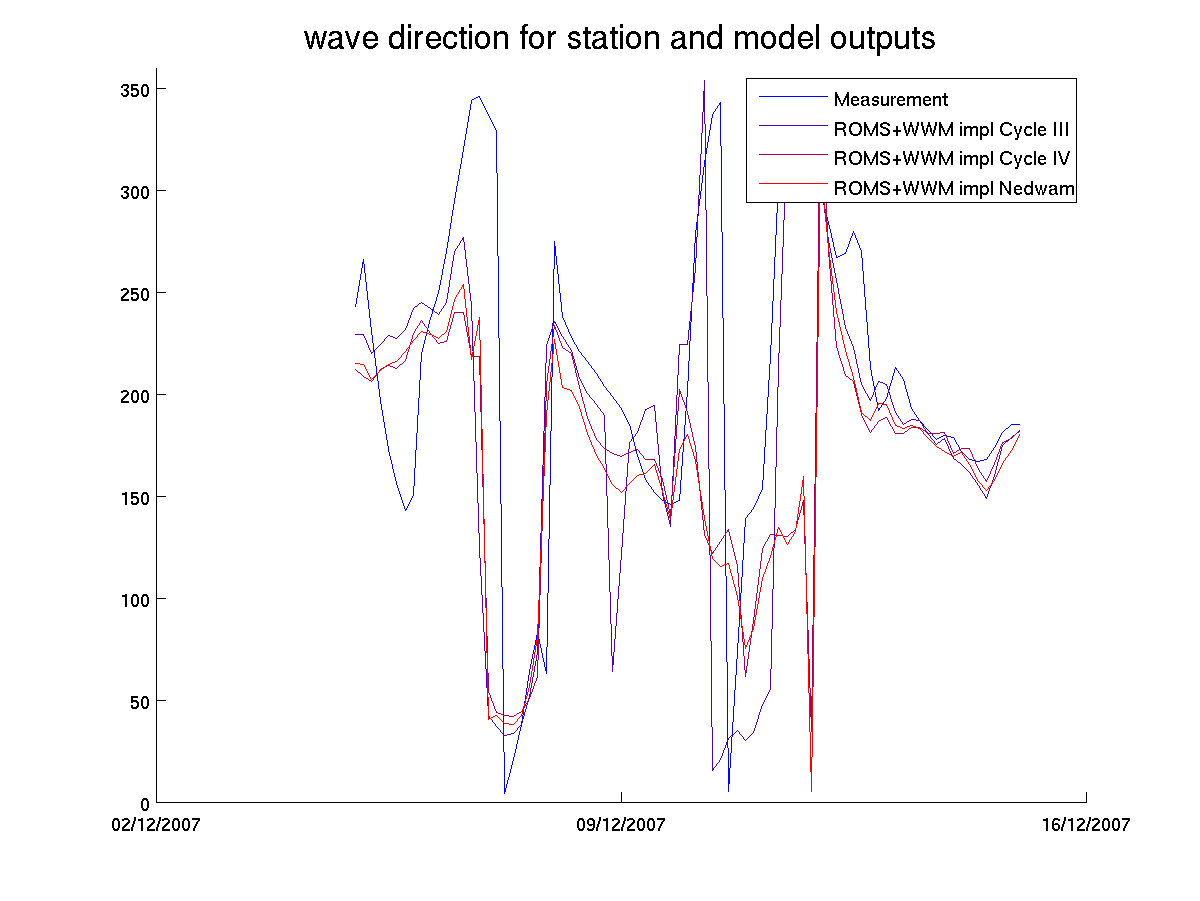 wave direction for station and model outputs
350
300
250
200
150
100
50
0
Measurement
ROMS+WWM impl Cycle III
ROMS+WWM impl Cycle IV
ROMS+WWM impl Nedwam
02/12/2007 09/12/2007 16/12/2007